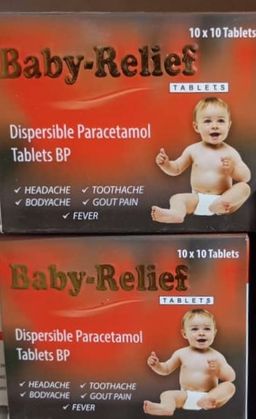 10 x 10 Tablets
Baby-Relief
TABLETS
Dispersible Paracetamol
Tablets BP
✓ HEADACHE ✓ TOOTHACHE
✓ BODYACHE ✓ GOUT PAIN
✓ FEVER
10 x 10 Tablets
Baby-Relief
TABLETS
Dispersible Paracetamol
Tablets BP
✓ HEADACHE ✓ TOOTHACHE
✓ BODYACHE ✓ GOUT PAIN
✓ FEVER